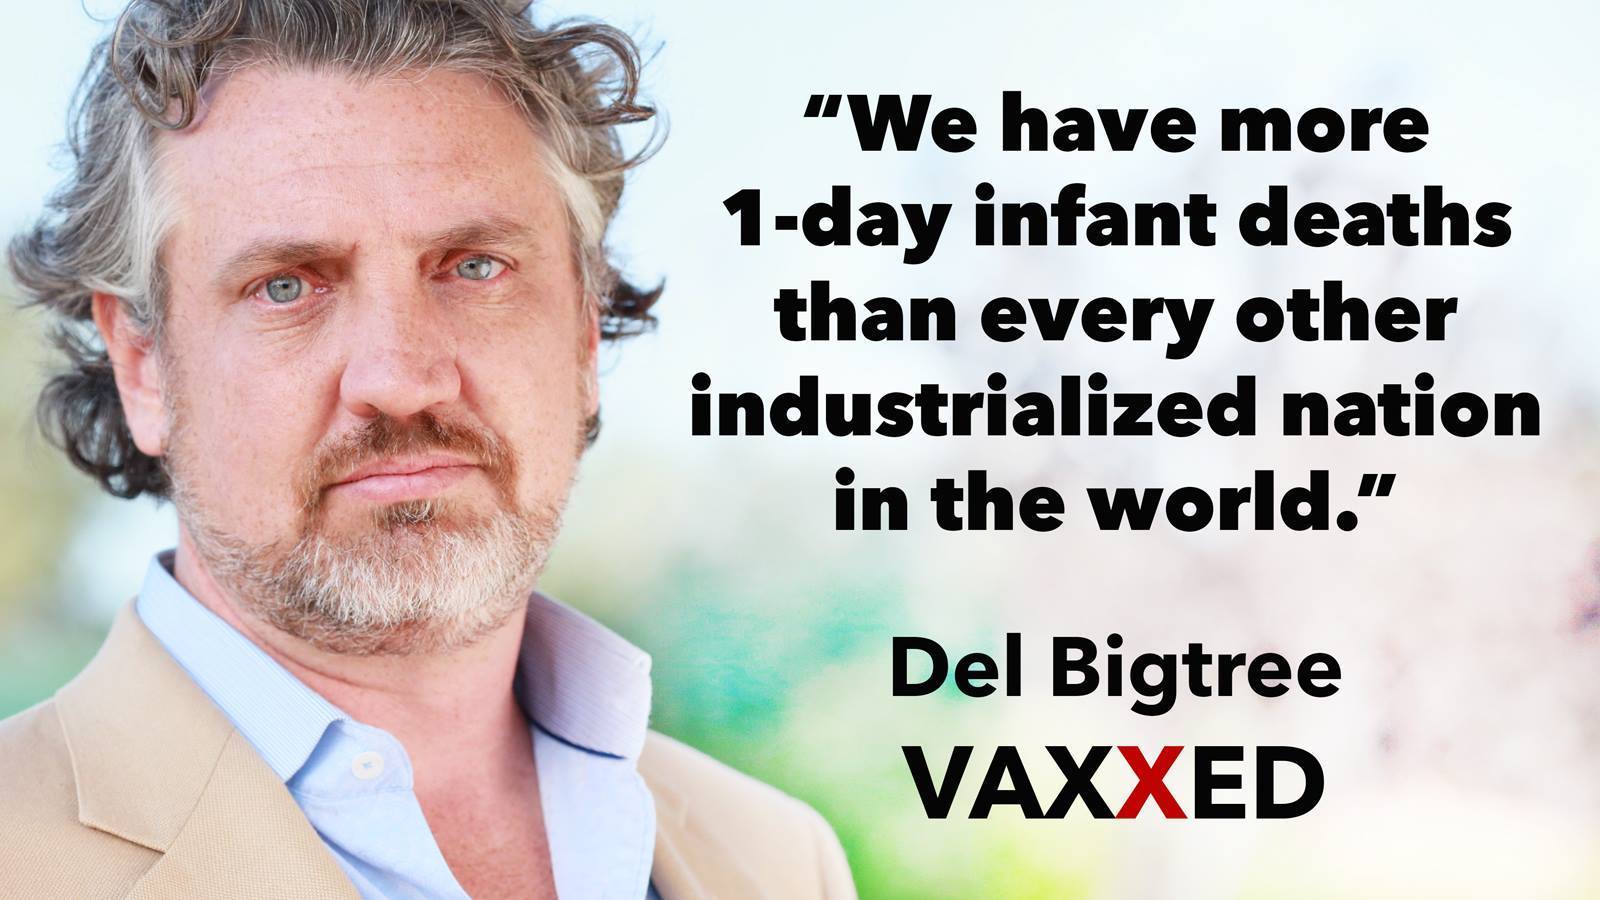 “We have more
1-day infant deaths
than every other
industrialized nation
in the world.”
Del Bigtree
VAXXED